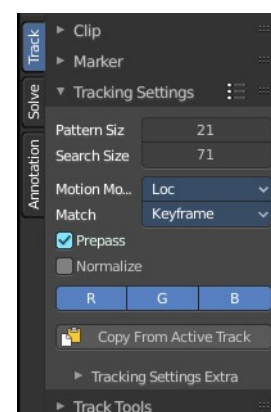 Track
Solve
Annotation
Clip
Marker
Tracking Settings
Pattern Siz 21
Search Size 71
Motion Mo... Loc
Match Keyframe
Prepass
Normalize
R G B
Copy From Active Track
Tracking Settings Extra
Track Tools